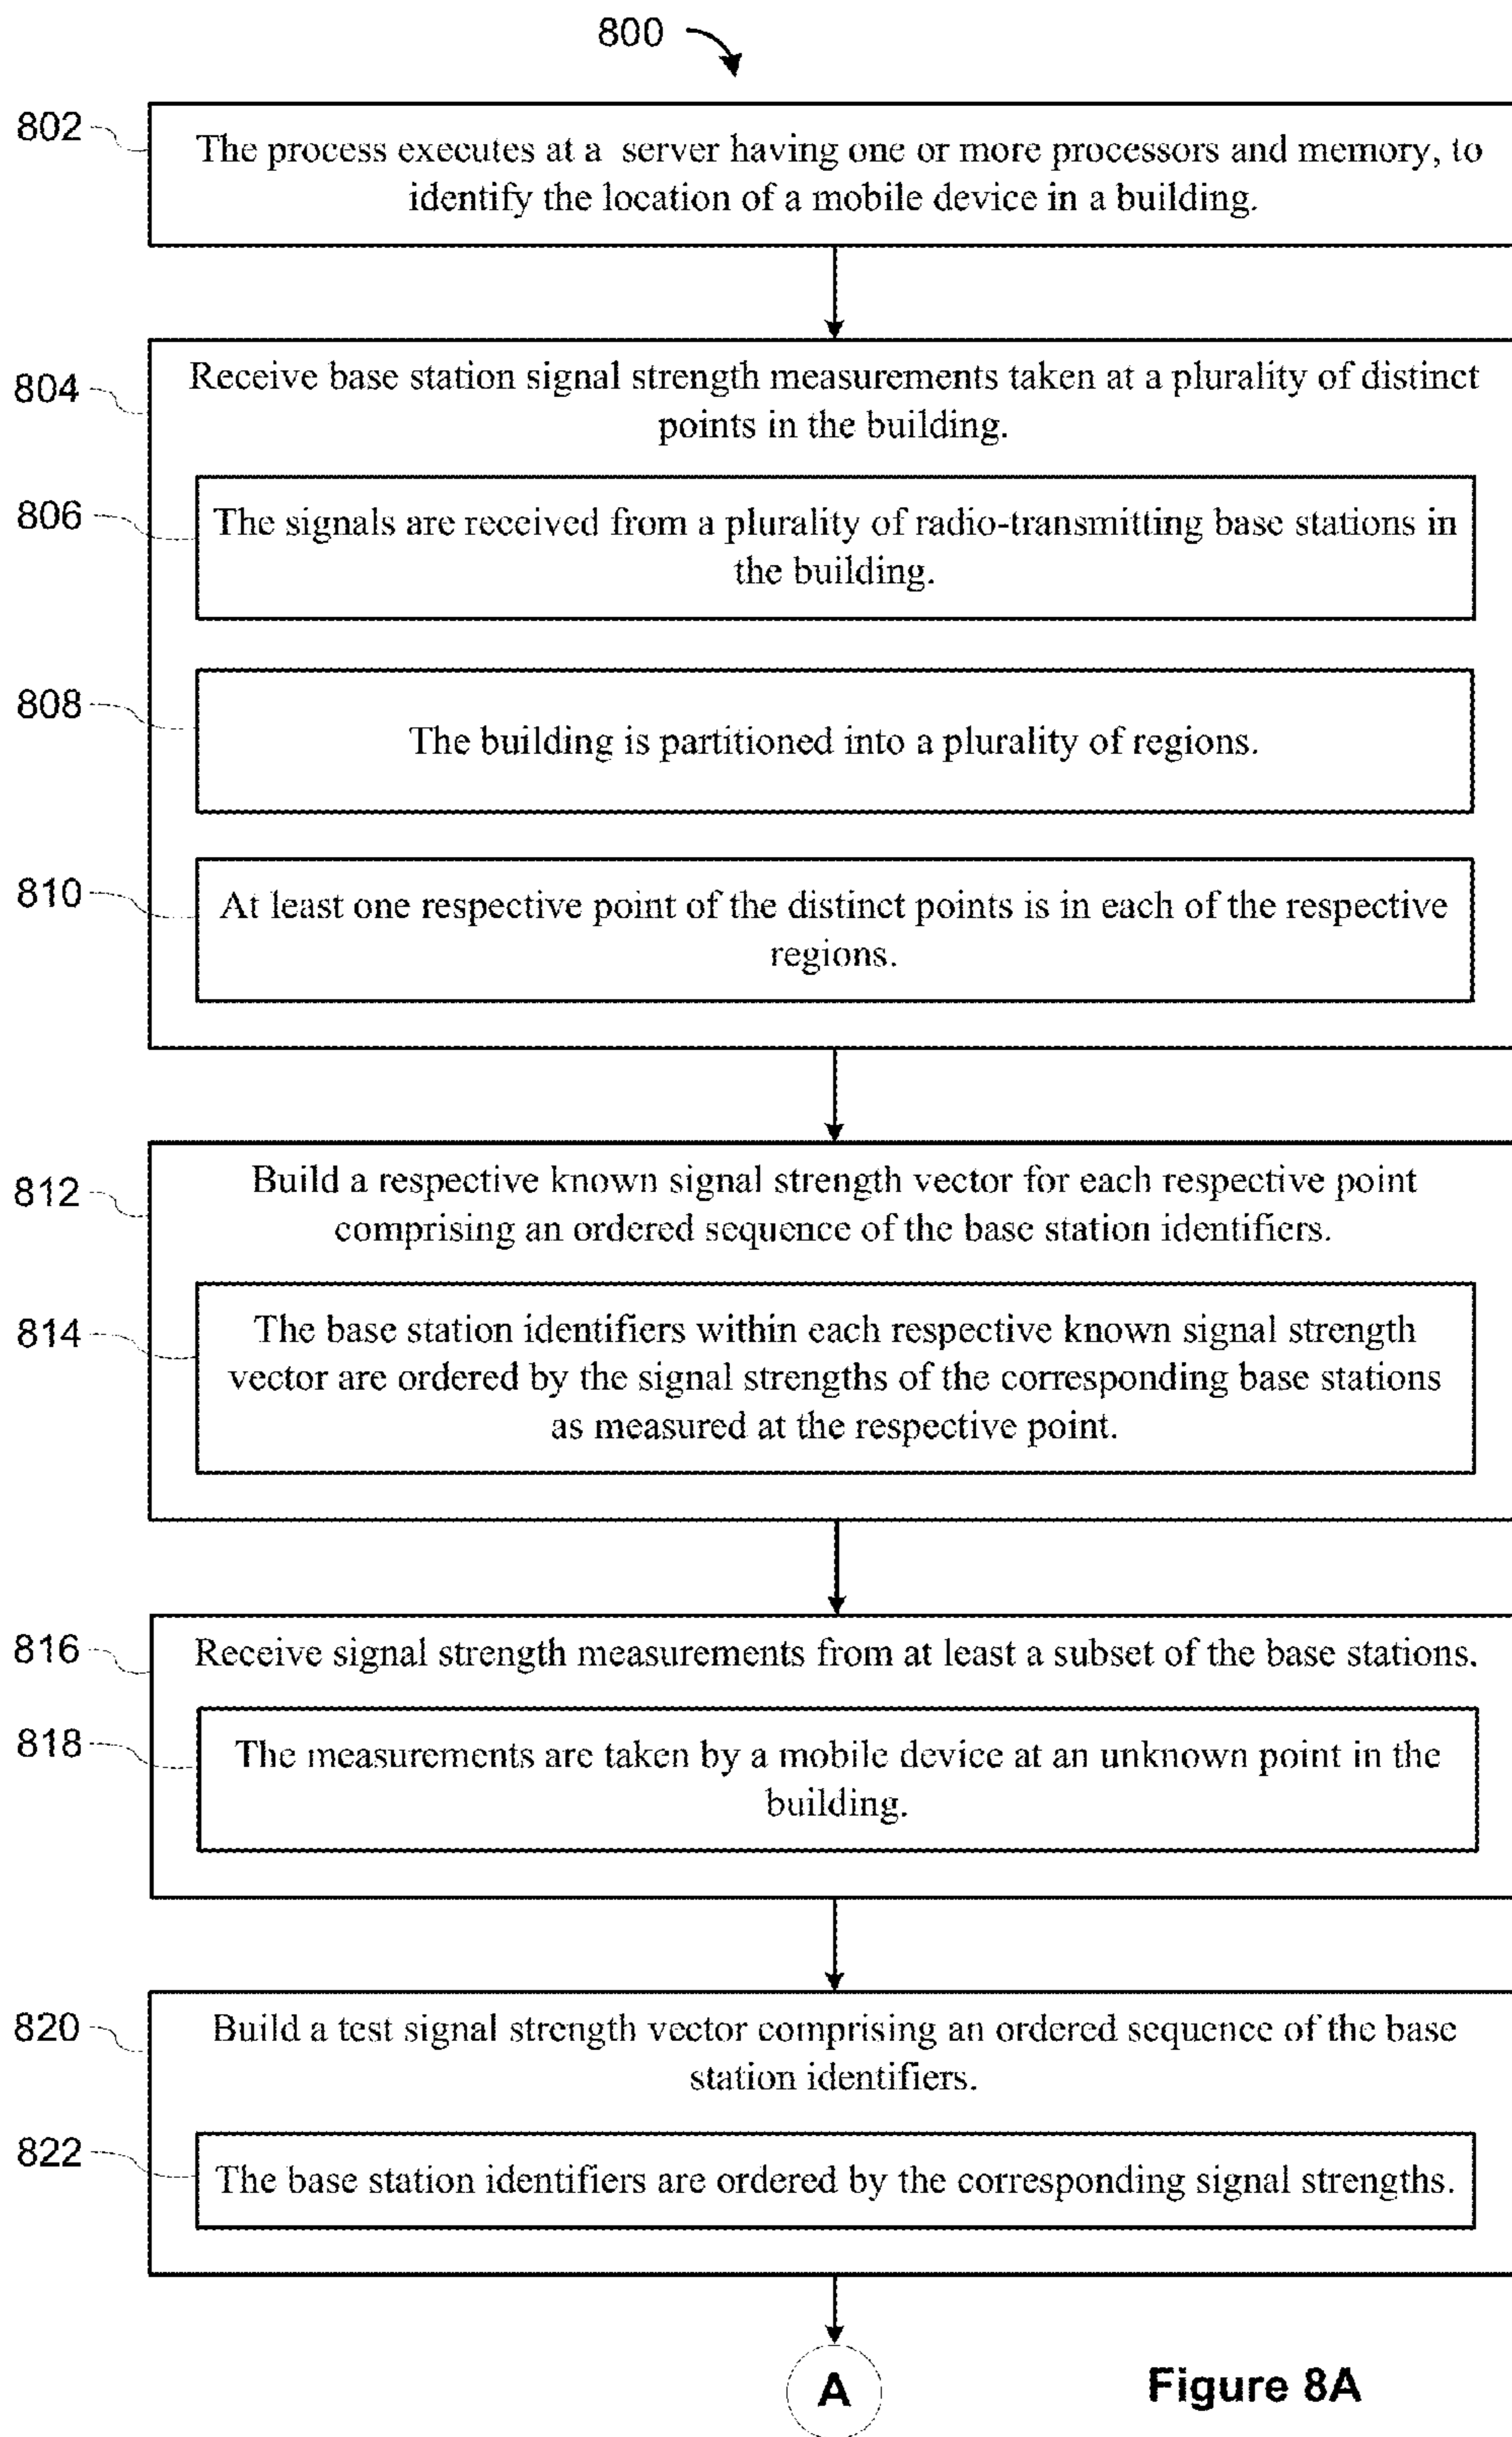 800
802
The process executes at a server having one or more processors and memory, to
identify the location of a mobile device in a building.
804
Receive base station signal strength measurements taken at a plurality of distinct
points in the building.
806
The signals are received from a plurality of radio-transmitting base stations in
the building.
808
The building is partitioned into a plurality of regions.
810
At least one respective point of the distinct points is in each of the respective
regions.
812
Build a respective known signal strength vector for each respective point
comprising an ordered sequence of the base station identifiers.
814
The base station identifiers within each respective known signal strength
vector are ordered by the signal strengths of the corresponding base stations
as measured at the respective point.
816
Receive signal strength measurements from at least a subset of the base stations.
818
The measurements are taken by a mobile device at an unknown point in the
building.
820
Build a test signal strength vector comprising an ordered sequence of the base
station identifiers.
822
The base station identifiers are ordered by the corresponding signal strengths.
A
Figure 8A